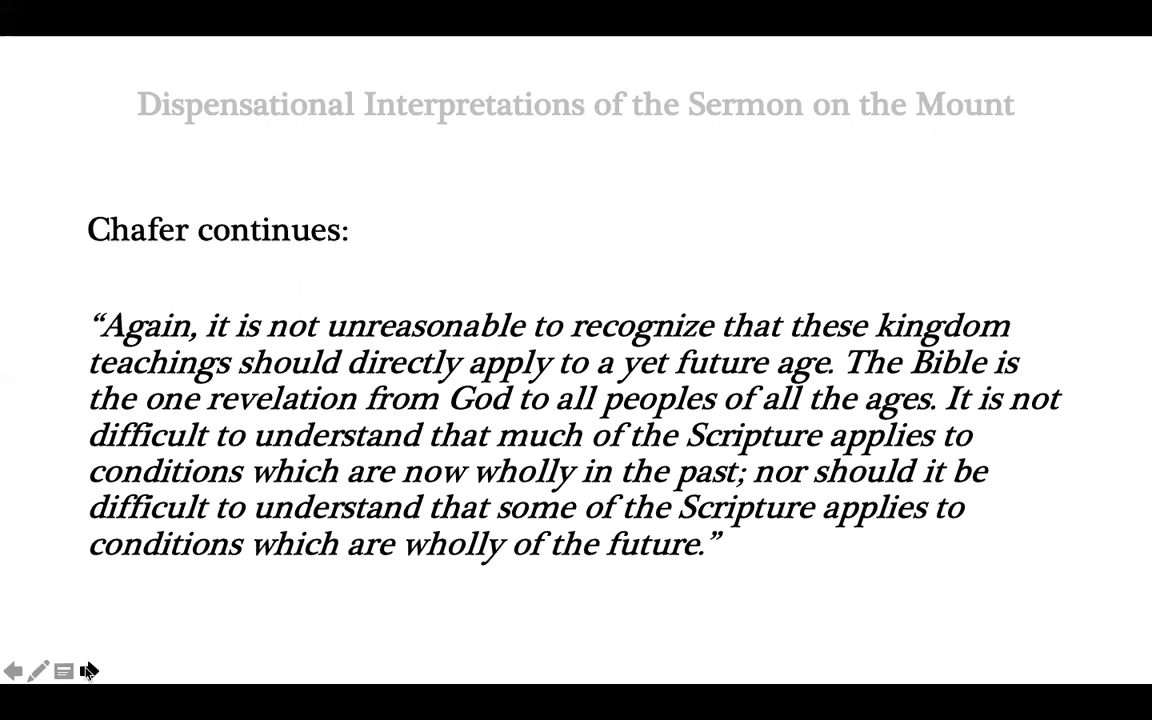 Dispensational Interpretations of the Sermon on the Mount
Chafer continues:
“Again, it is not unreasonable to recognize that these kingdom
teachings should directly apply to a yet future age. The Bible is
the one revelation from God to all peoples of all the ages. It is not
difficult to understand that much of the Scripture applies to
conditions which are now wholly in the past; nor should it be
difficult to understand that some of the Scripture applies to
conditions which are wholly of the future.”